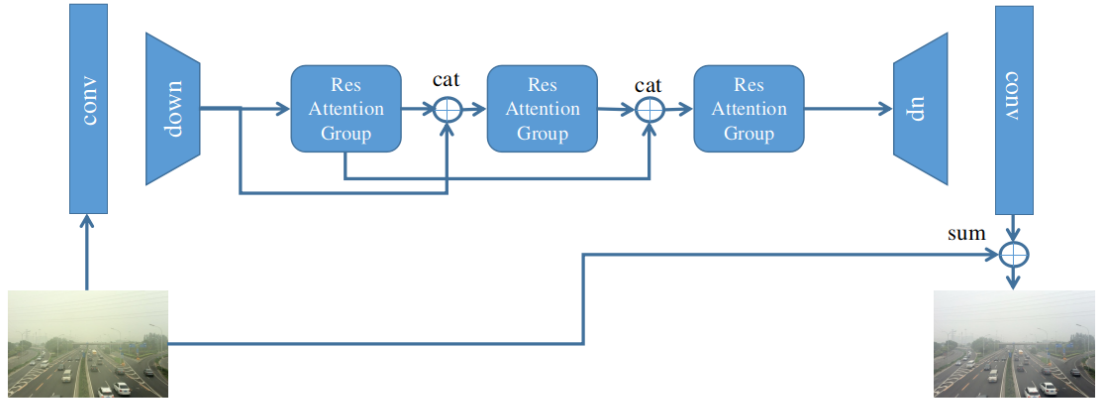 conv
down
Res
Attention
Group
cat
Res
Attention
Group
cat
Res
Attention
Group
up
conv
sum